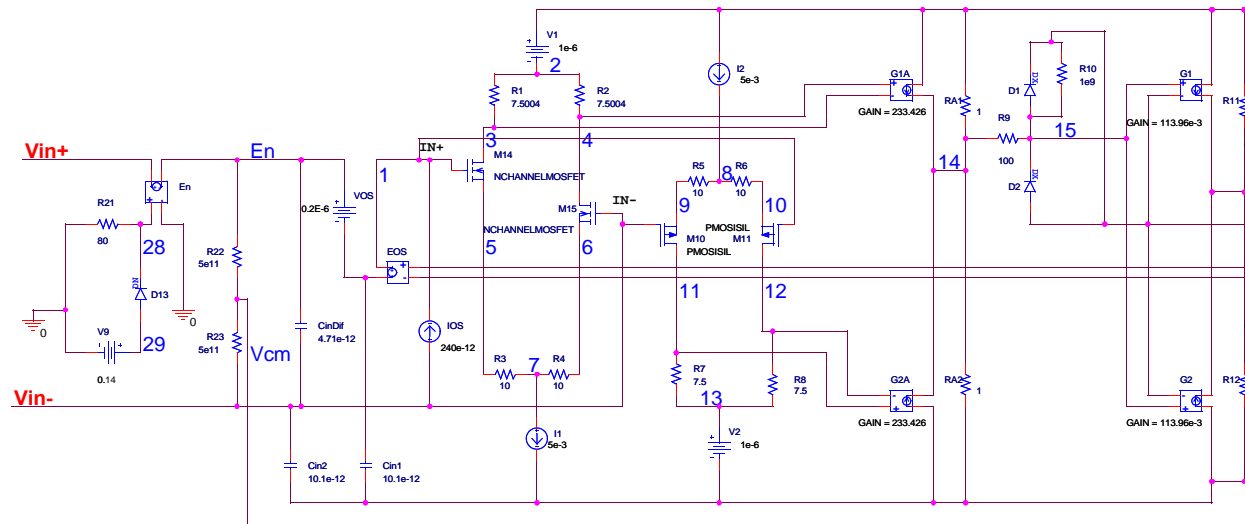 V1
1e-6
2
I2
5e-3
R1
7.5004
R2
7.5004
G1A
GAIN = 233.426
RA1
1
DX
D1
R10
1e9
G1
GAIN = 113.96e-3
R11
Vin+
En
IN+
3
4
M14
NCHANNELMOSFET
R9
100
15
14
DX
D2
En
1
VOS
0.2E-6
R5
10
8
R6
10
R21
80
M15
IN-
NCHANNELMOSFET
9
10
PMOSISIL
M10
M11
PMOSISIL
28
R22
5e11
5
6
EOS
DN
D13
11
12
0
0
V9
29
0.14
R23
5e11
Vcm
CinDif
4.71e-12
IOS
240e-12
R3
10
7
R4
10
R7
7.5
R8
7.5
13
G2A
GAIN = 233.426
RA2
1
G2
GAIN = 113.96e-3
R12
Vin-
I1
5e-3
V2
1e-6
Cin2
10.1e-12
Cin1
10.1e-12